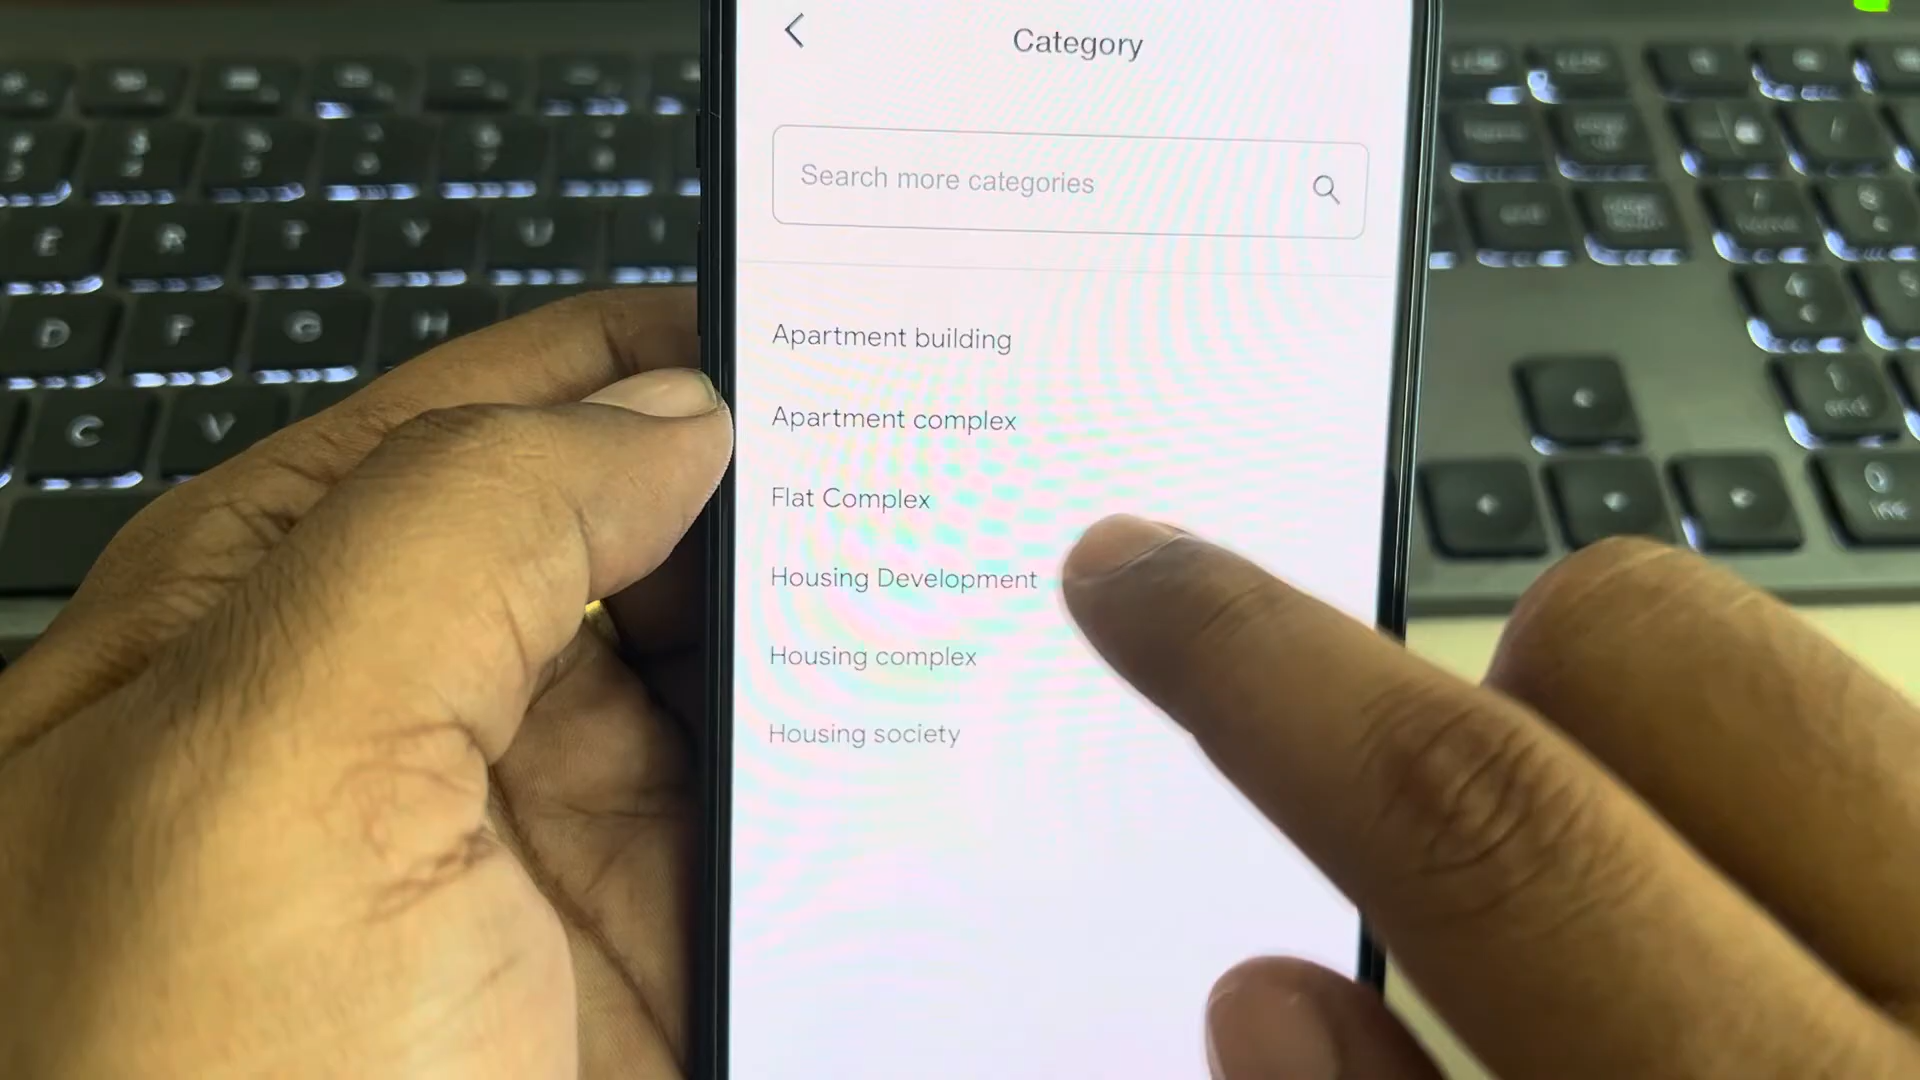 Category
Search more categories
Apartment building
Apartment complex
Flat Complex
Housing Development
Housing complex
Housing society
E R T Y U I
D F G H
C V